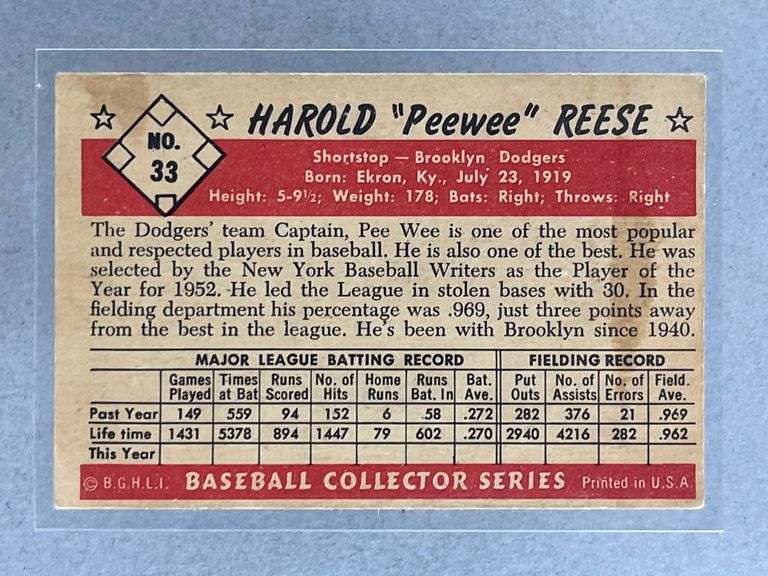 NO.
33
HAROLD "Peewee" REESE
Shortstop — Brooklyn Dodgers
Born: Ekron, Ky., July 23, 1919
Height: 5-9½; Weight: 178; Bats: Right; Throws: Right
The Dodgers' team Captain, Pee Wee is one of the most popular
and respected players in baseball. He is also one of the best. He was
selected by the New York Baseball Writers as the Player of the
Year for 1952. He led the League in stolen bases with 30. In the
fielding department his percentage was .969, just three points away
from the best in the league. He's been with Brooklyn since 1940.
MAJOR LEAGUE BATTING RECORD FIELDING RECORD
Games Times Runs No. of Home Runs Bat. Put No. of No. of Field.
Played at Bat Scored Hits Runs Bat. In Ave. Outs Assists Errors Ave.
Past Year 149 559 94 152 6 58 .272 282 376 21 .969
Life time 1431 5378 894 1447 79 602 .270 2940 4216 282 .962
This Year
© B.G.H.L.I. BASEBALL COLLECTOR SERIES Printed in U.S.A.